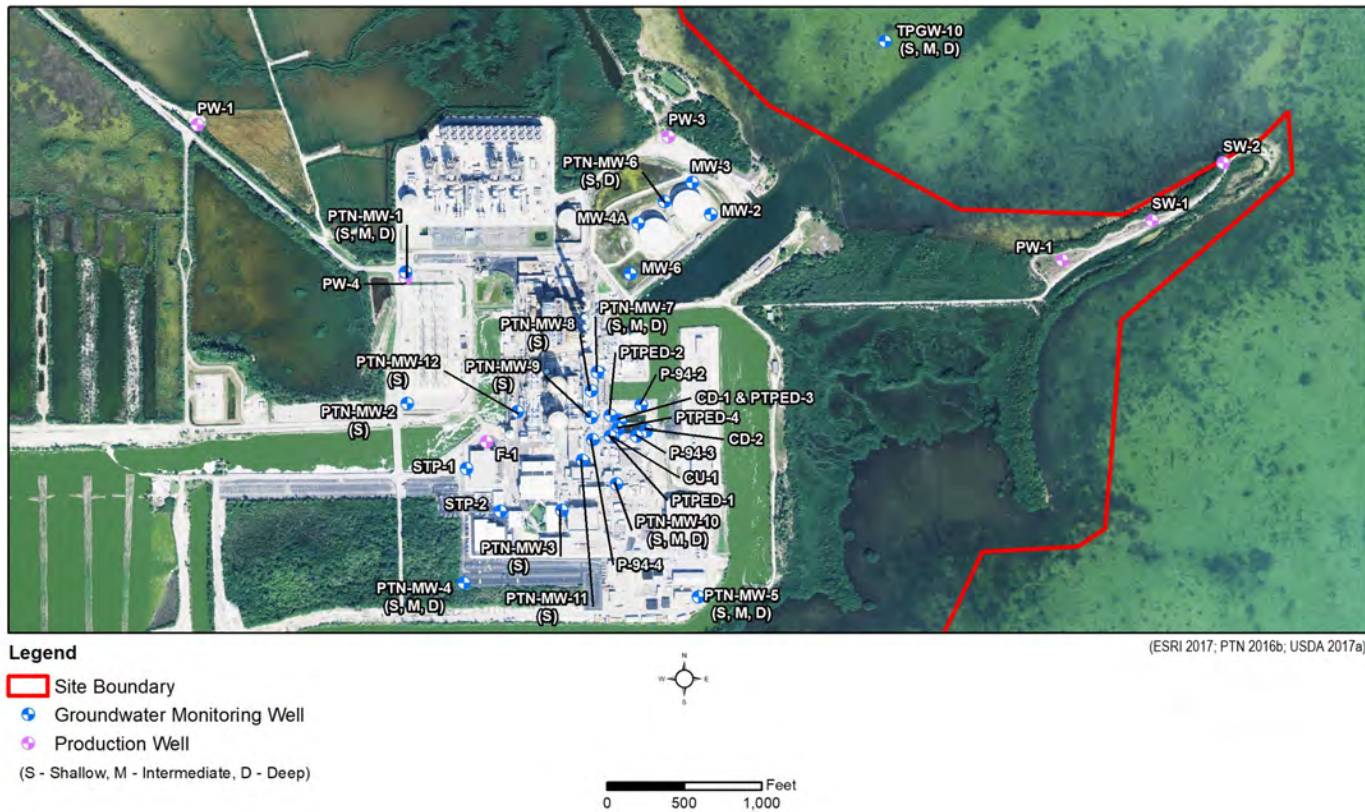 TPGW-10
(S, M, D)
PW-1
PW-3
SW-2
PTN-MW-6
(S, D)
MW-3
MW-2
MW-4A
SW-1
PTN-MW-1
(S, M, D)
PW-1
PW-4
MW-6
PTN-MW-7
(S, M, D)
PTN-MW-8
(S)
PTPED-2
PTN-MW-12
(S)
PTN-MW-9
(S)
P-94-2
CD-1 & PTPED-3
PTN-MW-2
(S)
PTPED-4
CD-2
F-1
P-94-3
STP-1
CU-1
PTPED-1
STP-2
PTN-MW-10
(S, M, D)
PTN-MW-3
(S)
P-94-4
PTN-MW-4
(S, M, D)
PTN-MW-11
(S)
PTN-MW-5
(S, M, D)
(ESRI 2017; PTN 2016b; USDA 2017a)
Legend
Site Boundary
Groundwater Monitoring Well
Production Well
(S - Shallow, M - Intermediate, D - Deep)
N
W E
S
Feet
0 500 1,000